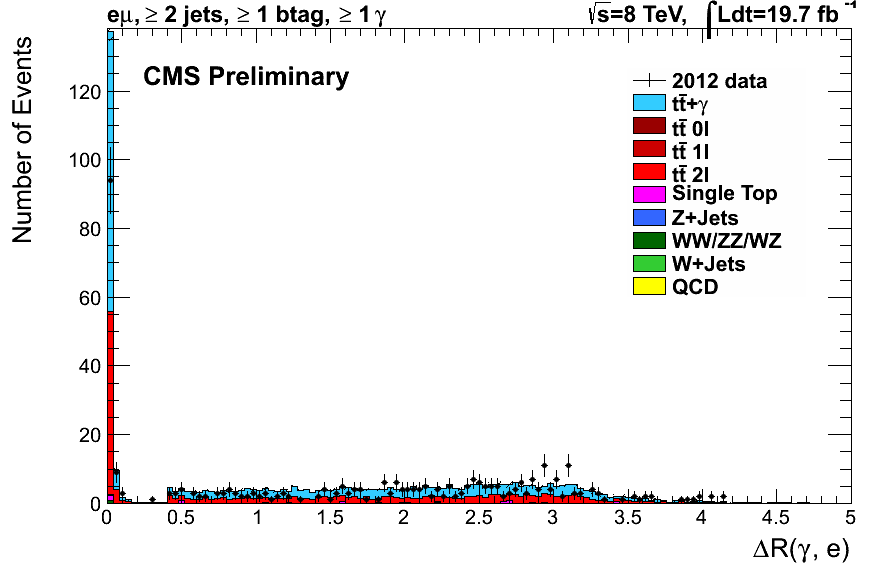 eμ, ≥ 2 jets, ≥ 1 btag, ≥ 1 γ
√s=8 TeV, ∫Ldt=19.7 fb⁻¹
CMS Preliminary
Number of Events
2012 data
tt̄+γ
tt̄ 0l
tt̄ 1l
tt̄ 2l
Single Top
Z+Jets
WW/ZZ/WZ
W+Jets
QCD
120
100
80
60
40
20
0
0 0.5 1 1.5 2 2.5 3 3.5 4 4.5 5
ΔR(γ, e)